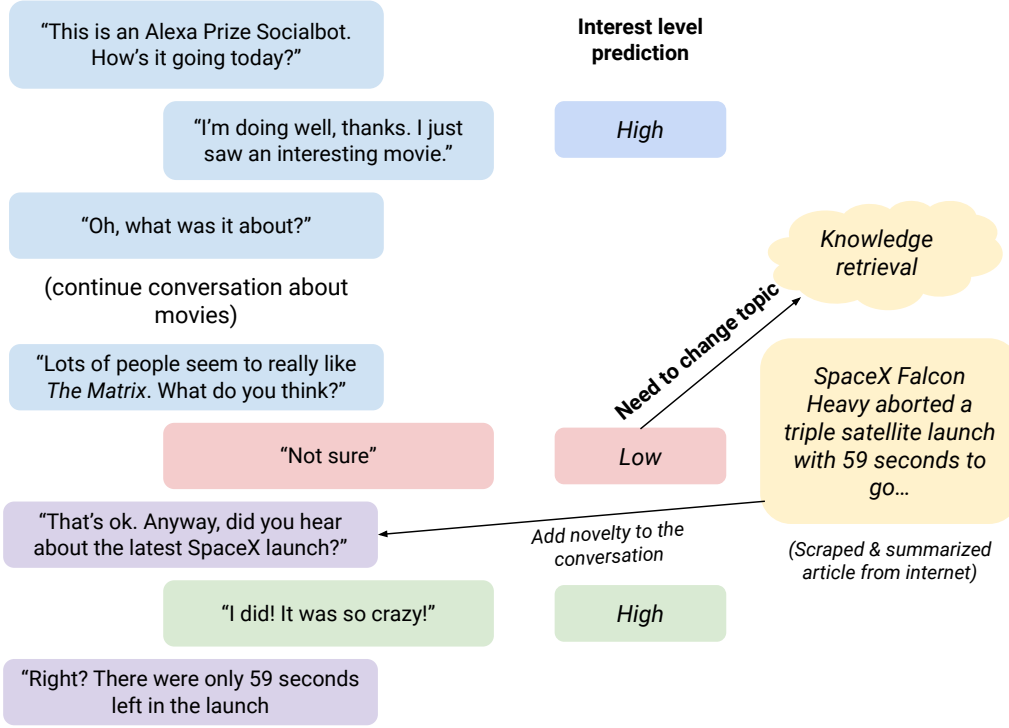 “This is an Alexa Prize Socialbot.
How’s it going today?”
Interest level
prediction
“I’m doing well, thanks. I just
saw an interesting movie.”
High
“Oh, what was it about?”
Knowledge
retrieval
(continue conversation about
movies)
Need to change topic
“Lots of people seem to really like
The Matrix. What do you think?”
SpaceX Falcon
Heavy aborted a
triple satellite launch
with 59 seconds to
go…
“Not sure”
Low
“That’s ok. Anyway, did you hear
about the latest SpaceX launch?”
Add novelty to the
conversation
(Scraped & summarized
article from internet)
“I did! It was so crazy!”
High
“Right? There were only 59 seconds
left in the launch